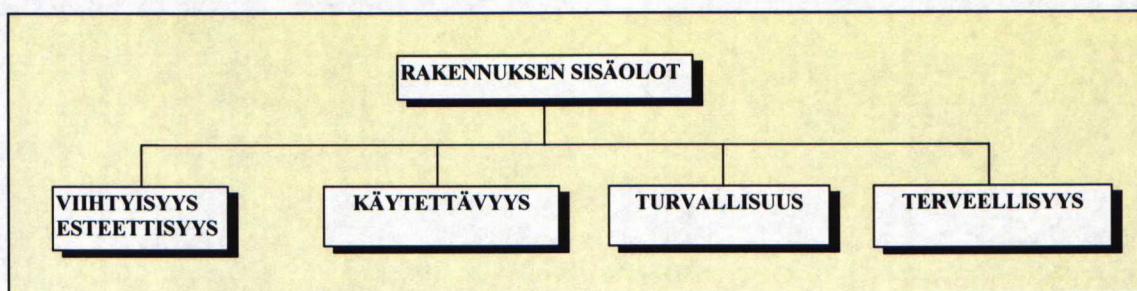 RAKENNUKSEN SISÄOLOT
VIIHTYISYYS
ESTEETTISYYS
KÄYTETTÄVYYS
TURVALLISUUS
TERVEELLISYYS